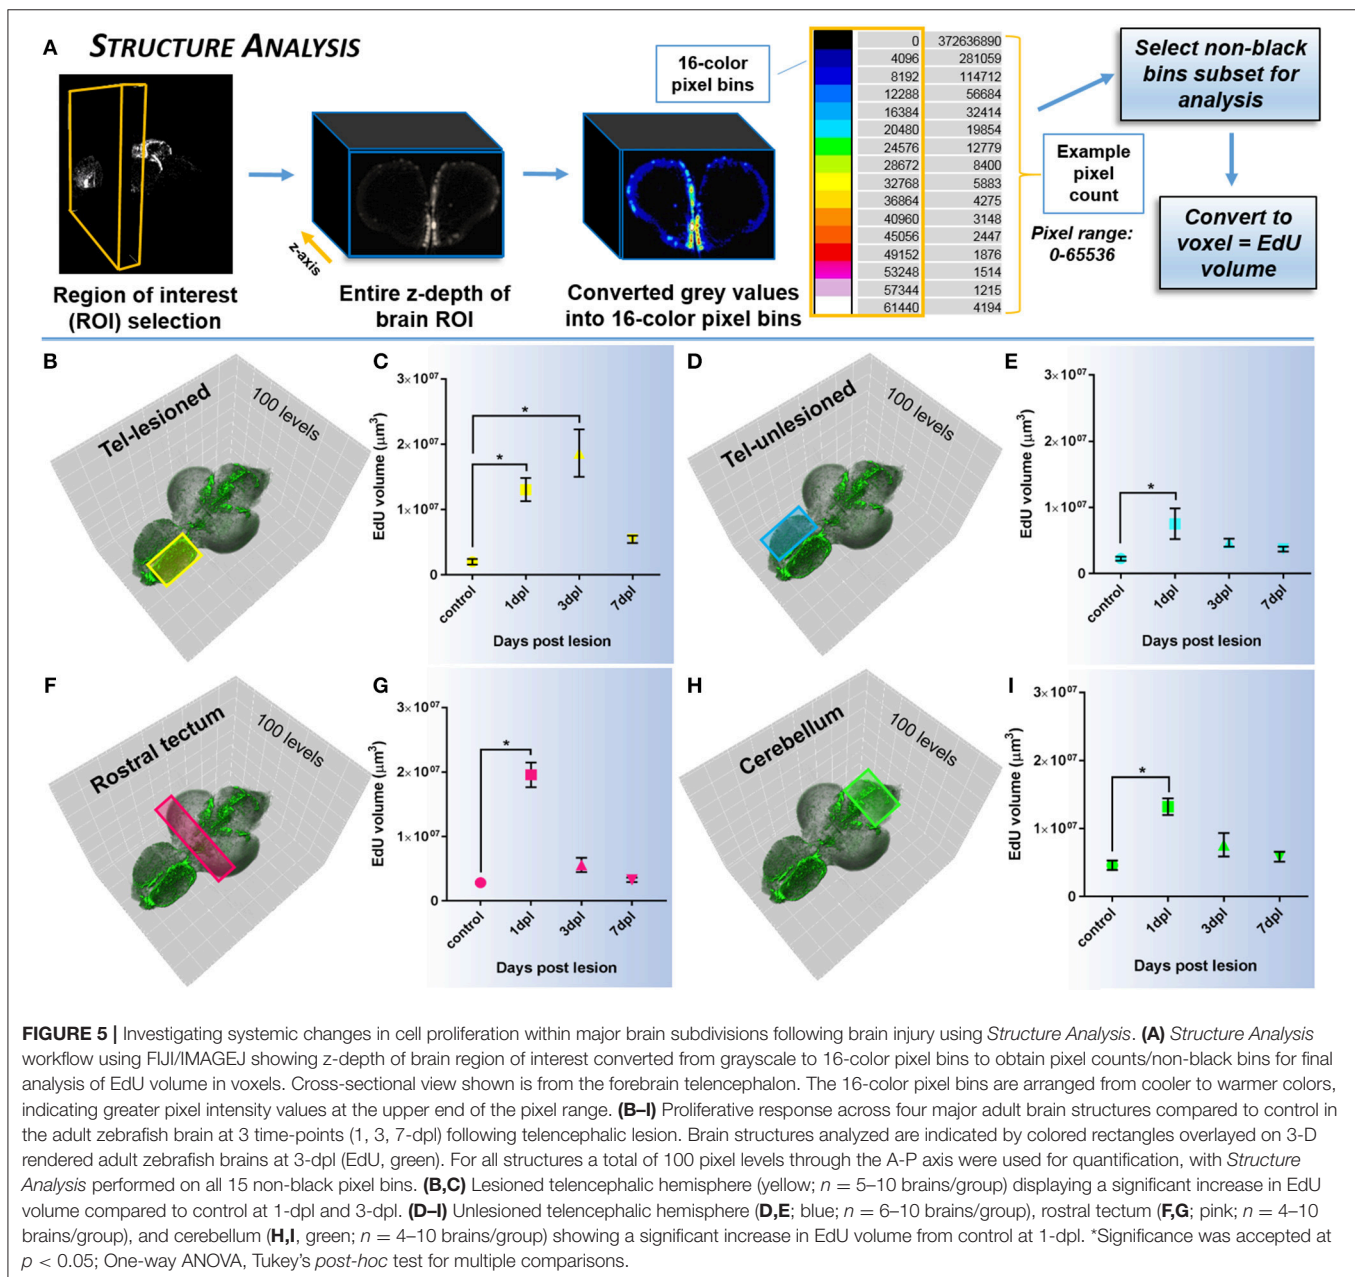 A STRUCTURE ANALYSIS
16-color
pixel bins
0 372636890
4096 281059
8192 114712
12288 56684
16384 32414
20480 19854
24576 12779
28672 8400
32768 5883
36864 4275
40960 3148
45056 2447
49152 1876
53248 1514
57344 1215
61440 4194
Select non-black
bins subset for
analysis
Example
pixel
count
Pixel range:
0-65536
Convert to
voxel = EdU
volume
z-axis
Region of interest
(ROI) selection
Entire z-depth of
brain ROI
Converted grey values
into 16-color pixel bins
B
Tel-lesioned
100 levels
C
EdU volume (μm³)
3×10⁰⁷
2×10⁰⁷
1×10⁰⁷
0
*
*
control
1dpl
3dpl
7dpl
Days post lesion
D
Tel-unlesioned
100 levels
E
EdU volume (μm³)
3×10⁰⁷
2×10⁰⁷
1×10⁰⁷
0
*
control
1dpl
3dpl
7dpl
Days post lesion
F
Rostral tectum
100 levels
G
EdU volume (μm³)
3×10⁰⁷
2×10⁰⁷
1×10⁰⁷
0
*
control
1dpl
3dpl
7dpl
Days post lesion
H
Cerebellum
100 levels
I
EdU volume (μm³)
3×10⁰⁷
2×10⁰⁷
1×10⁰⁷
0
*
control
1dpl
3dpl
7dpl
Days post lesion
FIGURE 5 | Investigating systemic changes in cell proliferation within major brain subdivisions following brain injury using Structure Analysis. (A) Structure Analysis
workflow using FIJI/IMAGEJ showing z-depth of brain region of interest converted from grayscale to 16-color pixel bins to obtain pixel counts/non-black bins for final
analysis of EdU volume in voxels. Cross-sectional view shown is from the forebrain telencephalon. The 16-color pixel bins are arranged from cooler to warmer colors,
indicating greater pixel intensity values at the upper end of the pixel range. (B–I) Proliferative response across four major adult brain structures compared to control in
the adult zebrafish brain at 3 time-points (1, 3, 7-dpl) following telencephalic lesion. Brain structures analyzed are indicated by colored rectangles overlayed on 3-D
rendered adult zebrafish brains at 3-dpl (EdU, green). For all structures a total of 100 pixel levels through the A-P axis were used for quantification, with Structure
Analysis performed on all 15 non-black pixel bins. (B,C) Lesioned telencephalic hemisphere (yellow; n = 5–10 brains/group) displaying a significant increase in EdU
volume compared to control at 1-dpl and 3-dpl. (D–I) Unlesioned telencephalic hemisphere (D,E; blue; n = 6–10 brains/group), rostral tectum (F,G; pink; n = 4–10
brains/group), and cerebellum (H,I, green; n = 4–10 brains/group) showing a significant increase in EdU volume from control at 1-dpl. *Significance was accepted at
p < 0.05; One-way ANOVA, Tukey's post-hoc test for multiple comparisons.